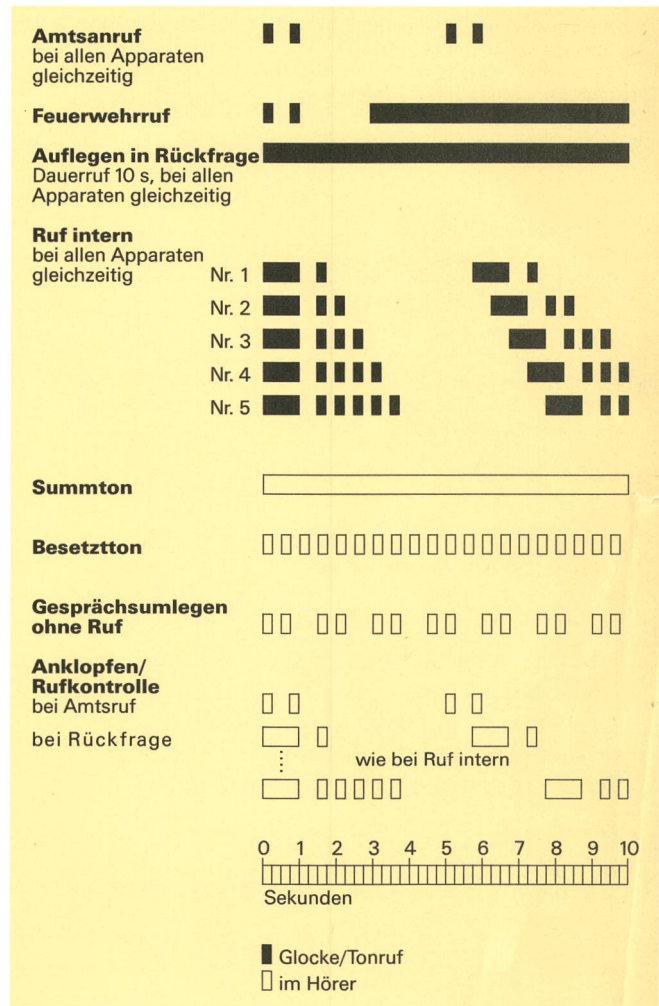 Amtsanruf
bei allen Apparaten
gleichzeitig
Feuerwehrruf
Auflegen in Rückfrage
Dauerruf 10 s, bei allen
Apparaten gleichzeitig
Ruf intern
bei allen Apparaten
gleichzeitig
Nr. 1
Nr. 2
Nr. 3
Nr. 4
Nr. 5
Summton
Besetztton
Gesprächsumlegen
ohne Ruf
Anklopfen/
Rufkontrolle
bei Amtsruf
bei Rückfrage
wie bei Ruf intern
0 1 2 3 4 5 6 7 8 9 10
Sekunden
Glocke/Tonruf
im Hörer